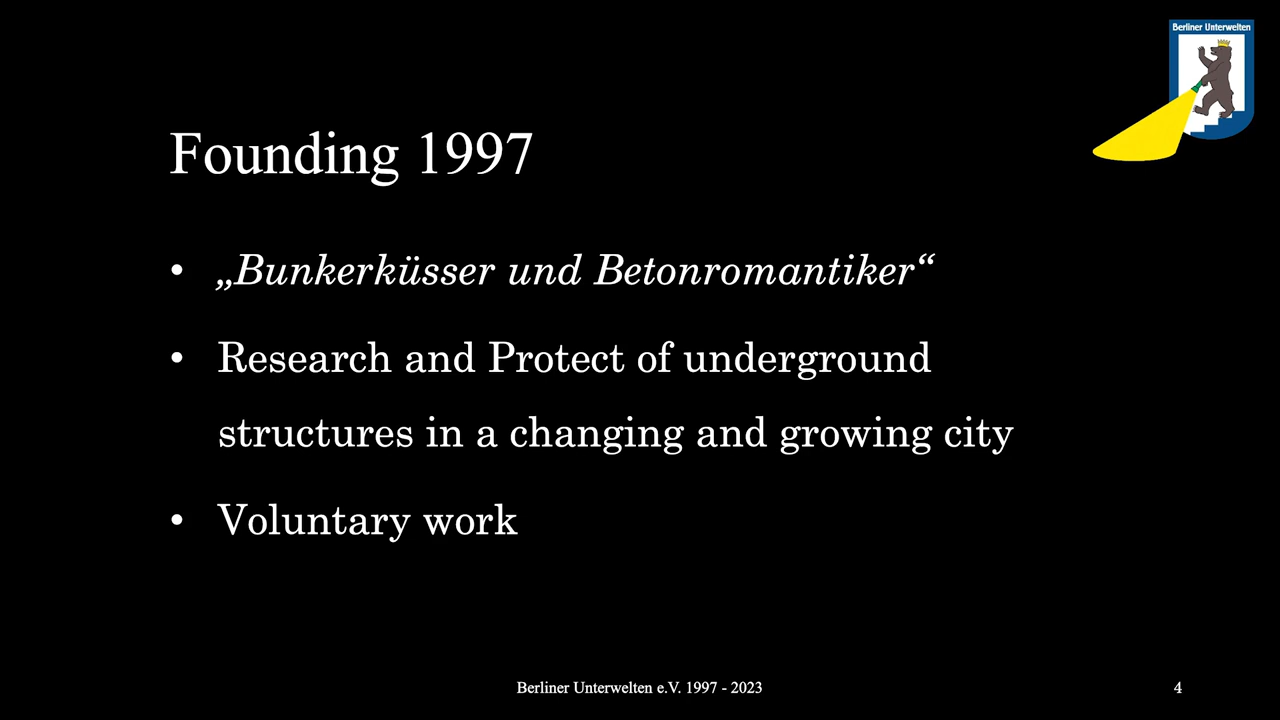 Berliner Unterwelten
Founding 1997
• „Bunkerküsser und Betonromantiker“
• Research and Protect of underground
structures in a changing and growing city
• Voluntary work
Berliner Unterwelten e.V. 1997 - 2023
4